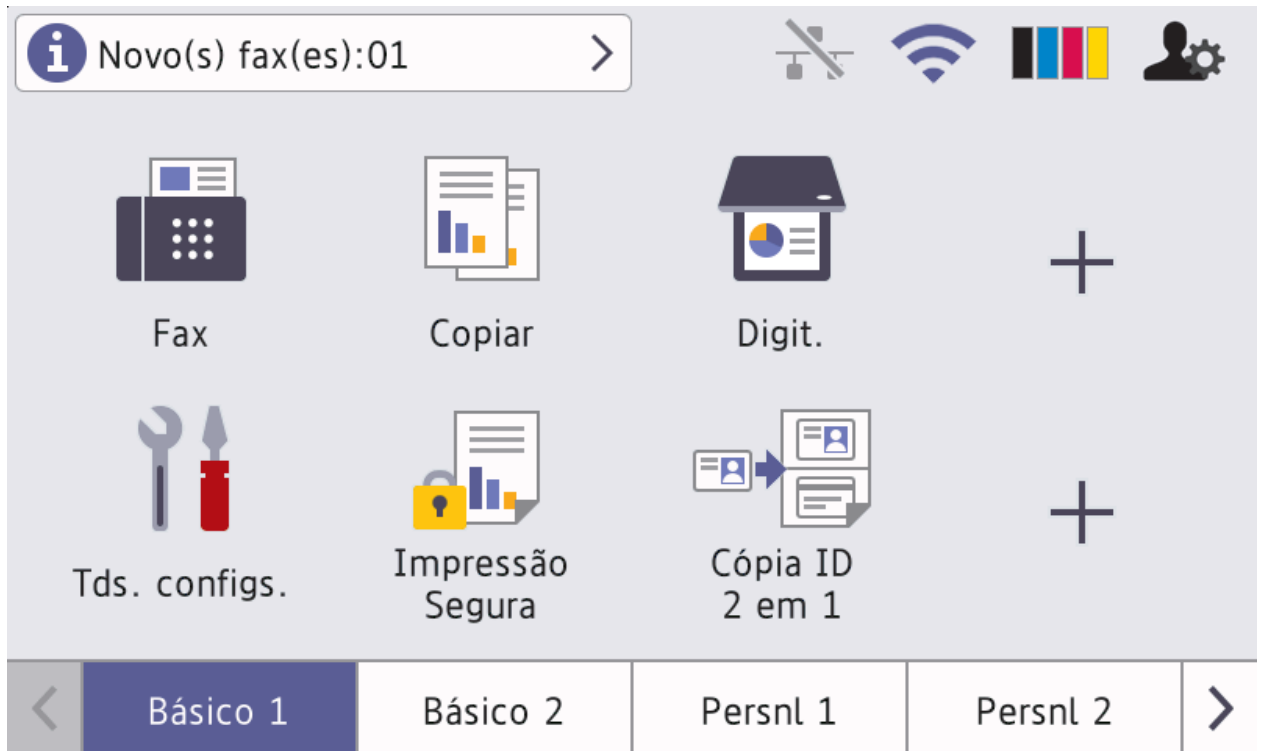 Novo(s) fax(es):01
Fax
Copiar
Digit.
Tds. configs.
Impressão
Segura
Cópia ID
2 em 1
Básico 1
Básico 2
Persnl 1
Persnl 2